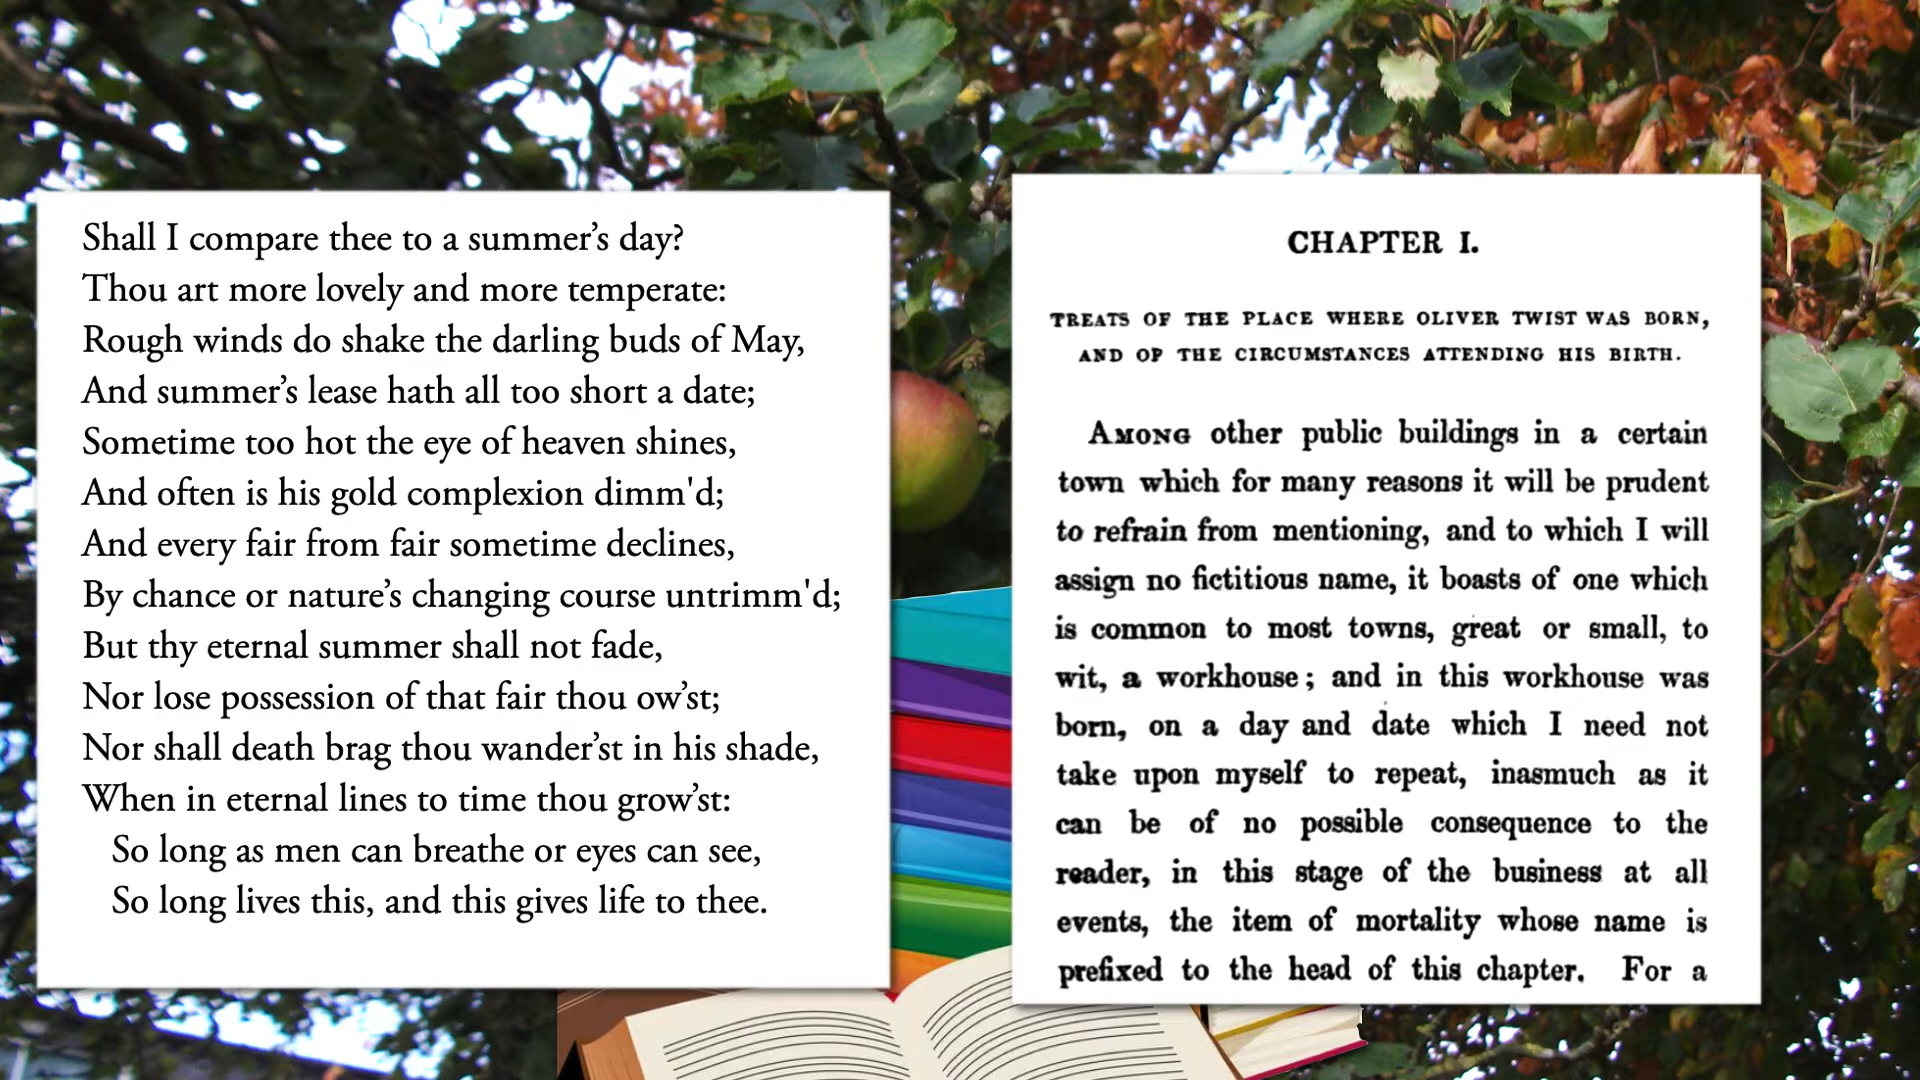 Shall I compare thee to a summer’s day?
Thou art more lovely and more temperate:
Rough winds do shake the darling buds of May,
And summer’s lease hath all too short a date;
Sometime too hot the eye of heaven shines,
And often is his gold complexion dimm'd;
And every fair from fair sometime declines,
By chance or nature’s changing course untrimm'd;
But thy eternal summer shall not fade,
Nor lose possession of that fair thou ow’st;
Nor shall death brag thou wander’st in his shade,
When in eternal lines to time thou grow’st:
So long as men can breathe or eyes can see,
So long lives this, and this gives life to thee.
CHAPTER I.
TREATS OF THE PLACE WHERE OLIVER TWIST WAS BORN,
AND OF THE CIRCUMSTANCES ATTENDING HIS BIRTH.
AMONG other public buildings in a certain
town which for many reasons it will be prudent
to refrain from mentioning, and to which I will
assign no fictitious name, it boasts of one which
is common to most towns, great or small, to
wit, a workhouse; and in this workhouse was
born, on a day and date which I need not
take upon myself to repeat, inasmuch as it
can be of no possible consequence to the
reader, in this stage of the business at all
events, the item of mortality whose name is
prefixed to the head of this chapter. For a